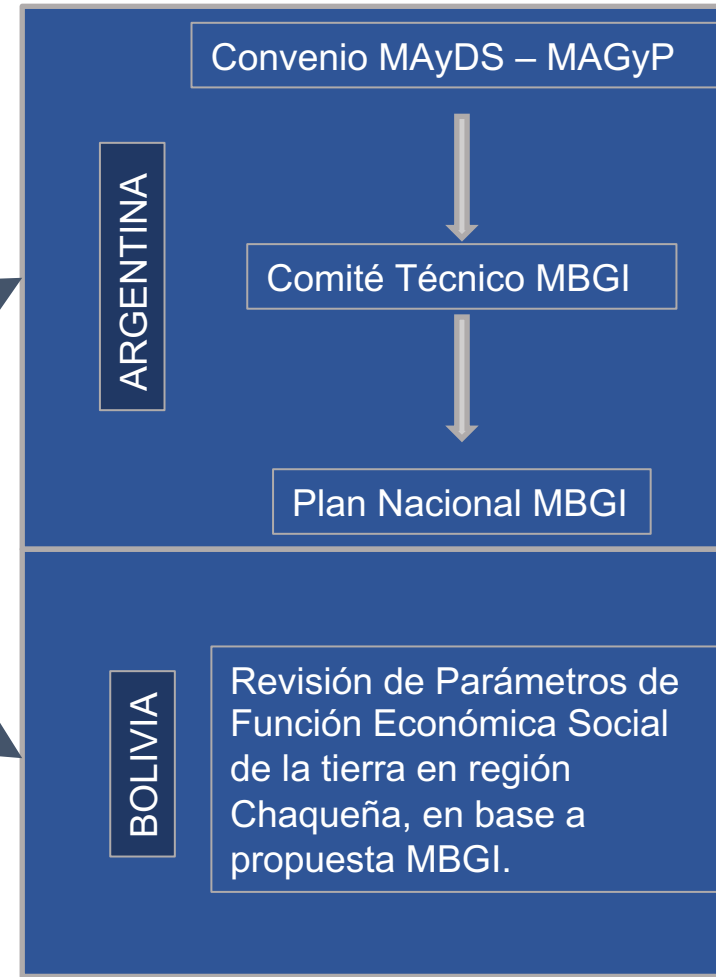 Convenio MAyDS – MAGyP
ARGENTINA
Comité Técnico MBGI
Plan Nacional MBGI
BOLIVIA
Revisión de Parámetros de
Función Económica Social
de la tierra en región
Chaqueña, en base a
propuesta MBGI.